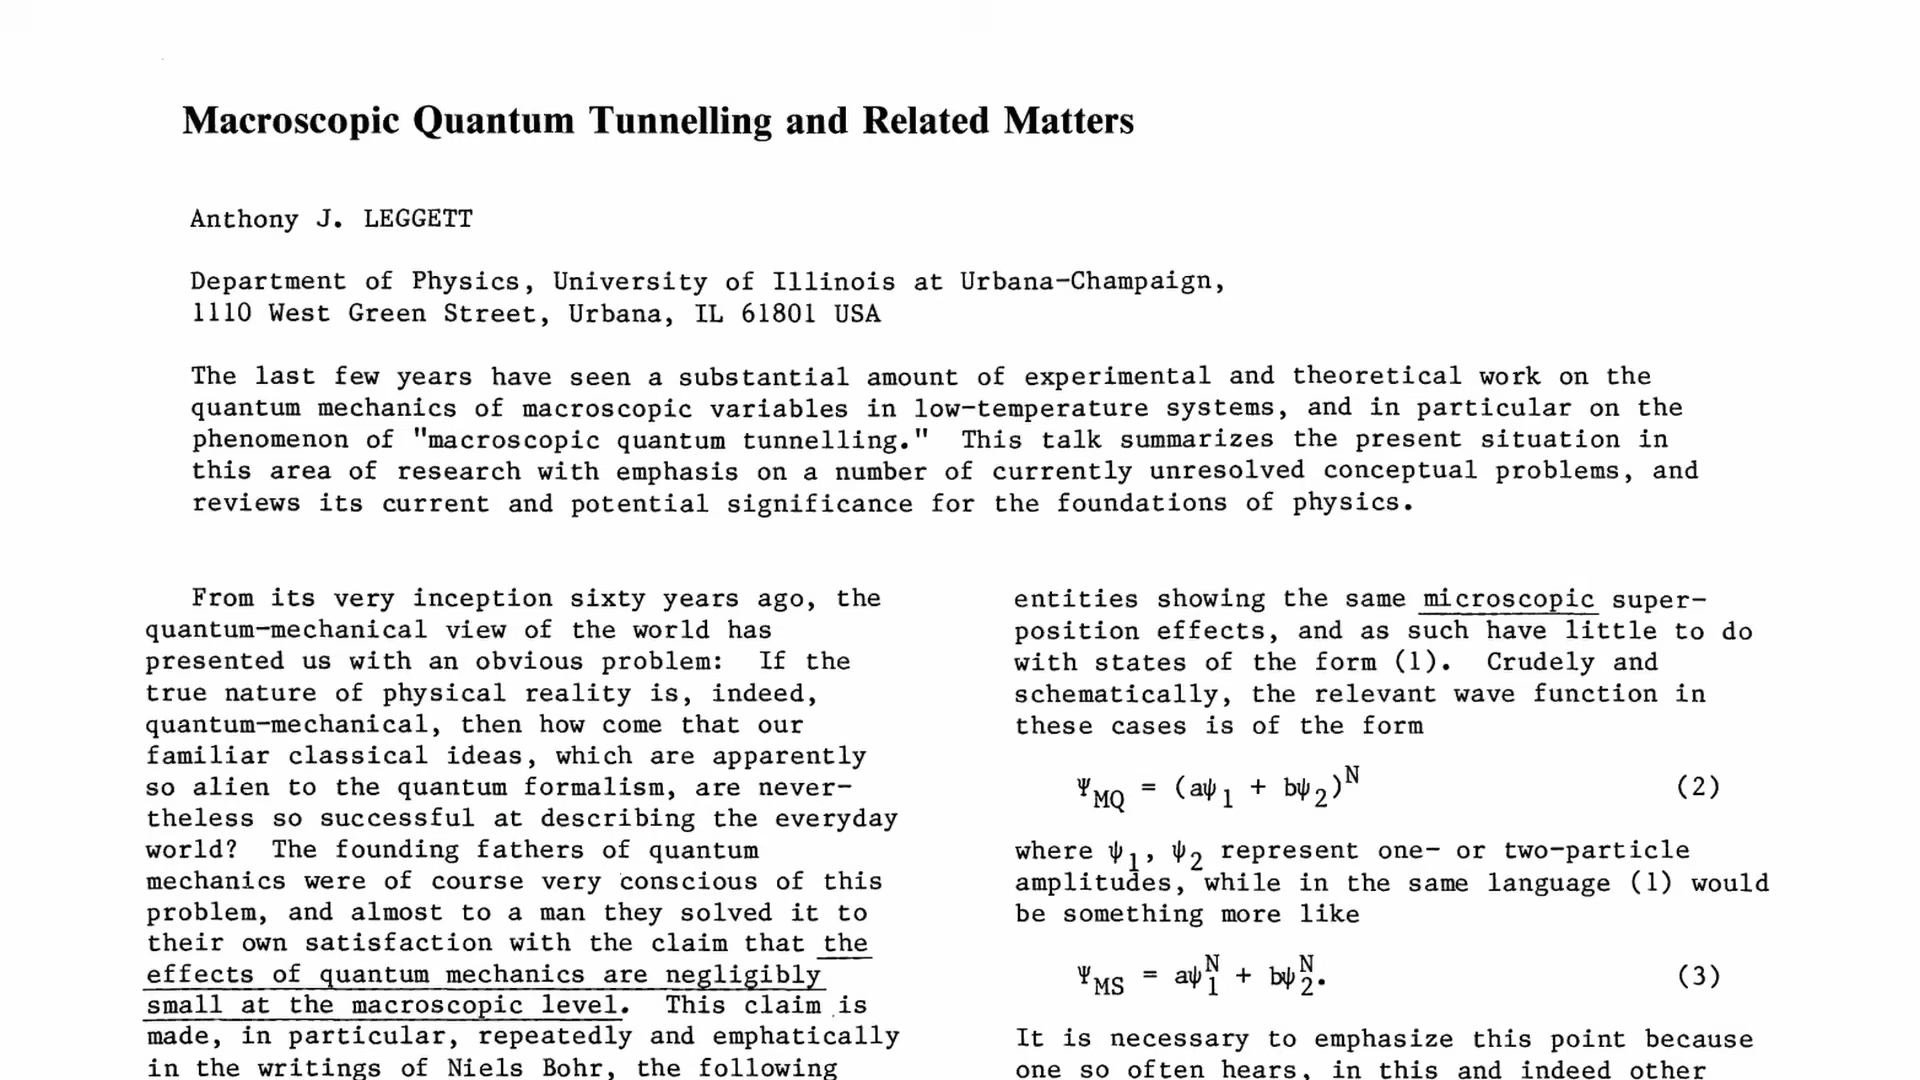 Macroscopic Quantum Tunnelling and Related Matters
Anthony J. LEGGETT
Department of Physics, University of Illinois at Urbana-Champaign,
1110 West Green Street, Urbana, IL 61801 USA
The last few years have seen a substantial amount of experimental and theoretical work on the
quantum mechanics of macroscopic variables in low-temperature systems, and in particular on the
phenomenon of "macroscopic quantum tunnelling." This talk summarizes the present situation in
this area of research with emphasis on a number of currently unresolved conceptual problems, and
reviews its current and potential significance for the foundations of physics.
From its very inception sixty years ago, the
quantum-mechanical view of the world has
presented us with an obvious problem: If the
true nature of physical reality is, indeed,
quantum-mechanical, then how come that our
familiar classical ideas, which are apparently
so alien to the quantum formalism, are never-
theless so successful at describing the everyday
world? The founding fathers of quantum
mechanics were of course very conscious of this
problem, and almost to a man they solved it to
their own satisfaction with the claim that the
effects of quantum mechanics are negligibly
small at the macroscopic level. This claim is
made, in particular, repeatedly and emphatically
in the writings of Niels Bohr, the following
entities showing the same microscopic super-
position effects, and as such have little to do
with states of the form (1). Crudely and
schematically, the relevant wave function in
these cases is of the form
Ψ_MQ = (aψ_1 + bψ_2)^N (2)
where ψ_1, ψ_2 represent one- or two-particle
amplitudes, while in the same language (1) would
be something more like
Ψ_MS = aψ_1^N + bψ_2^N. (3)
It is necessary to emphasize this point because
one so often hears, in this and indeed other